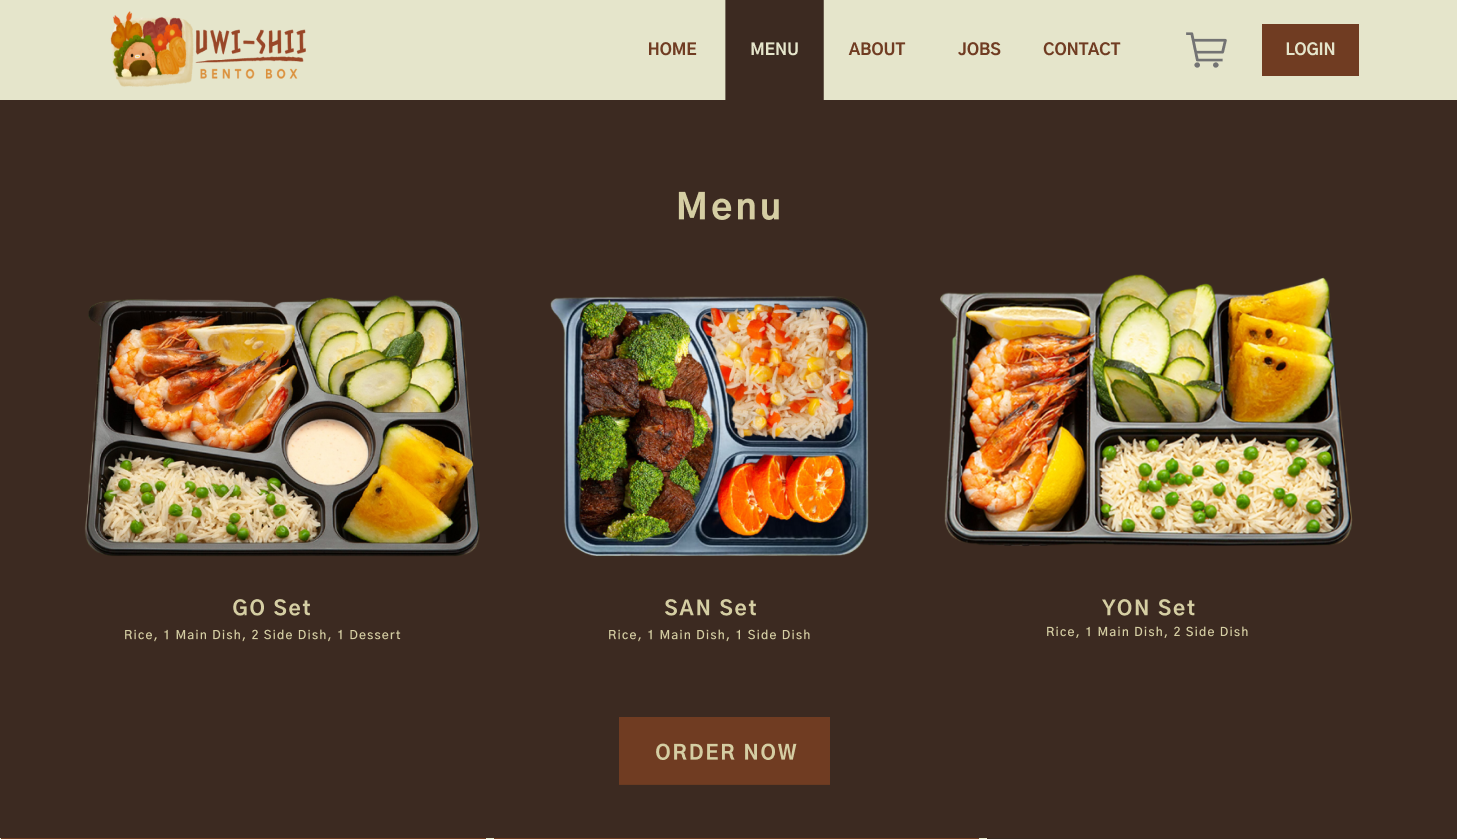 UWI-SHII
BENTO BOX
HOME
MENU
ABOUT
JOBS
CONTACT
LOGIN
Menu
GO Set
Rice, 1 Main Dish, 2 Side Dish, 1 Dessert
SAN Set
Rice, 1 Main Dish, 1 Side Dish
YON Set
Rice, 1 Main Dish, 2 Side Dish
ORDER NOW